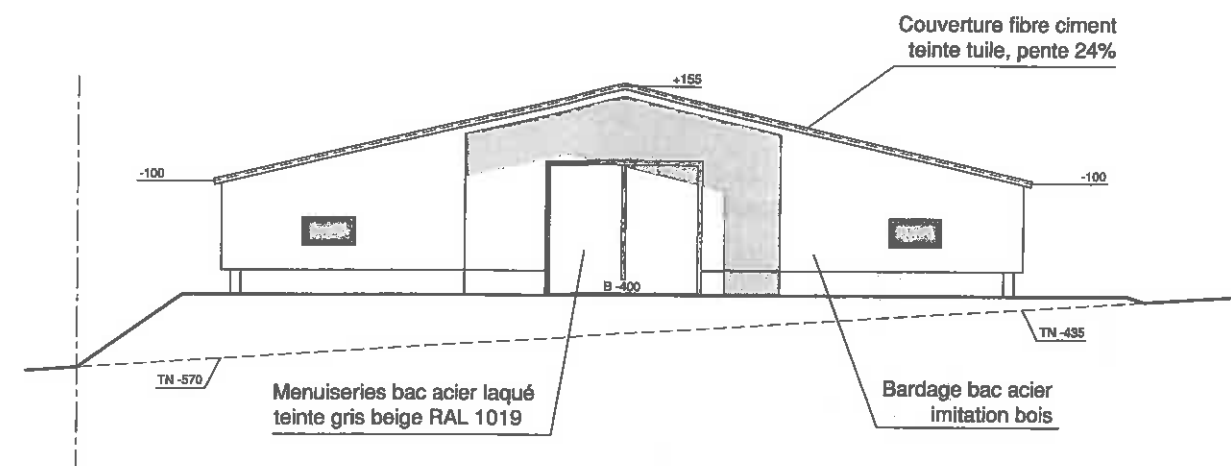 Couverture fibre ciment
teinte tuile, pente 24%
+155
-100
-100
B -400
TN -435
TN -570
Menuiseries bac acier laqué
teinte gris beige RAL 1019
Bardage bac acier
imitation bois